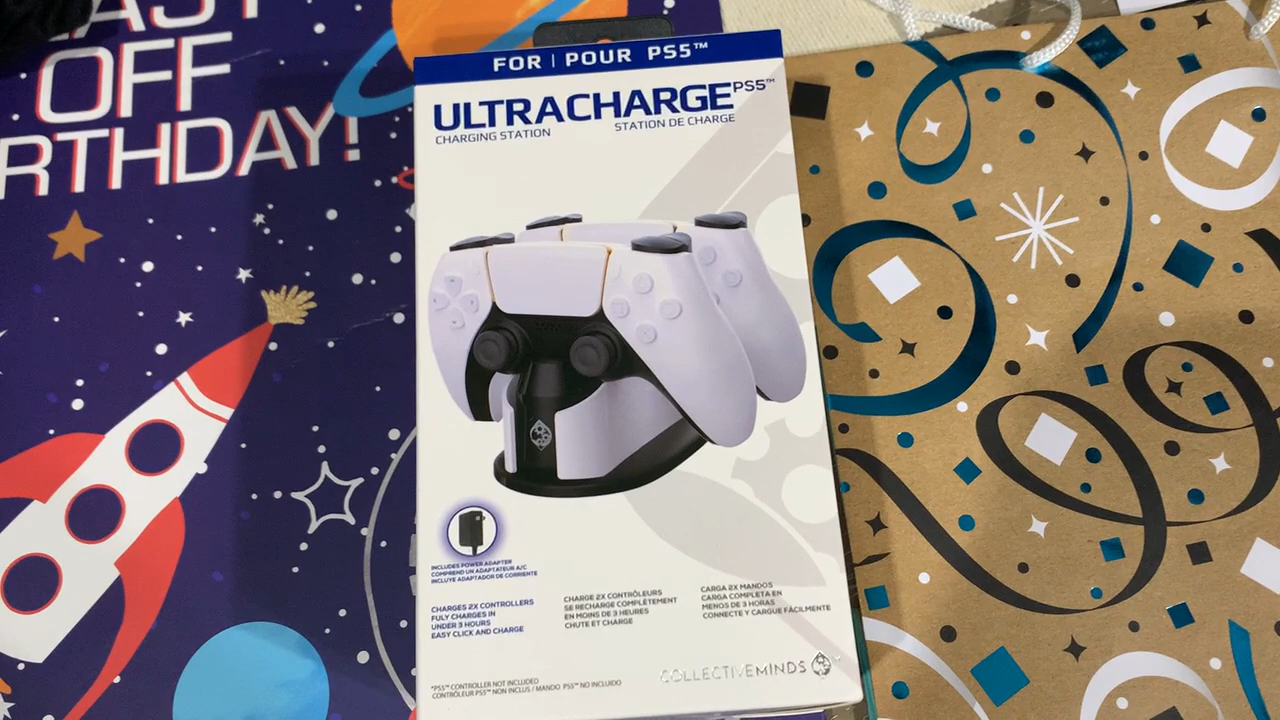 OFF
RTHDAY!
FOR | POUR PS5™
ULTRACHARGE PS5™
CHARGING STATION
STATION DE CHARGE
INCLUDES POWER ADAPTER
COMPREND UN ADAPTATEUR A/C
INCLUYE ADAPTADOR DE CORRIENTE
CHARGES 2X CONTROLLERS
FULY CHARGES IN
UNDER 3 HOURS
EASY CLICK AND CHARGE
CHARGE 2X CONTRÔLEURS
SE RECHARGE COMPLÈTEMENT
EN MOINS DE 3 HEURES
CHUTE ET CHARGE
CARGA 2X MANDOS
CARGA COMPLETA EN
MENOS DE 3 HORAS
CONNECTE Y CARGUE FÁCILMENTE
COLLECTIVEMINDS
*PS5™ CONTROLLER NOT INCLUDED
CONTRÔLEUR PS5™ NON INCLUS / MANDO PS5™ NO INCLUIDO